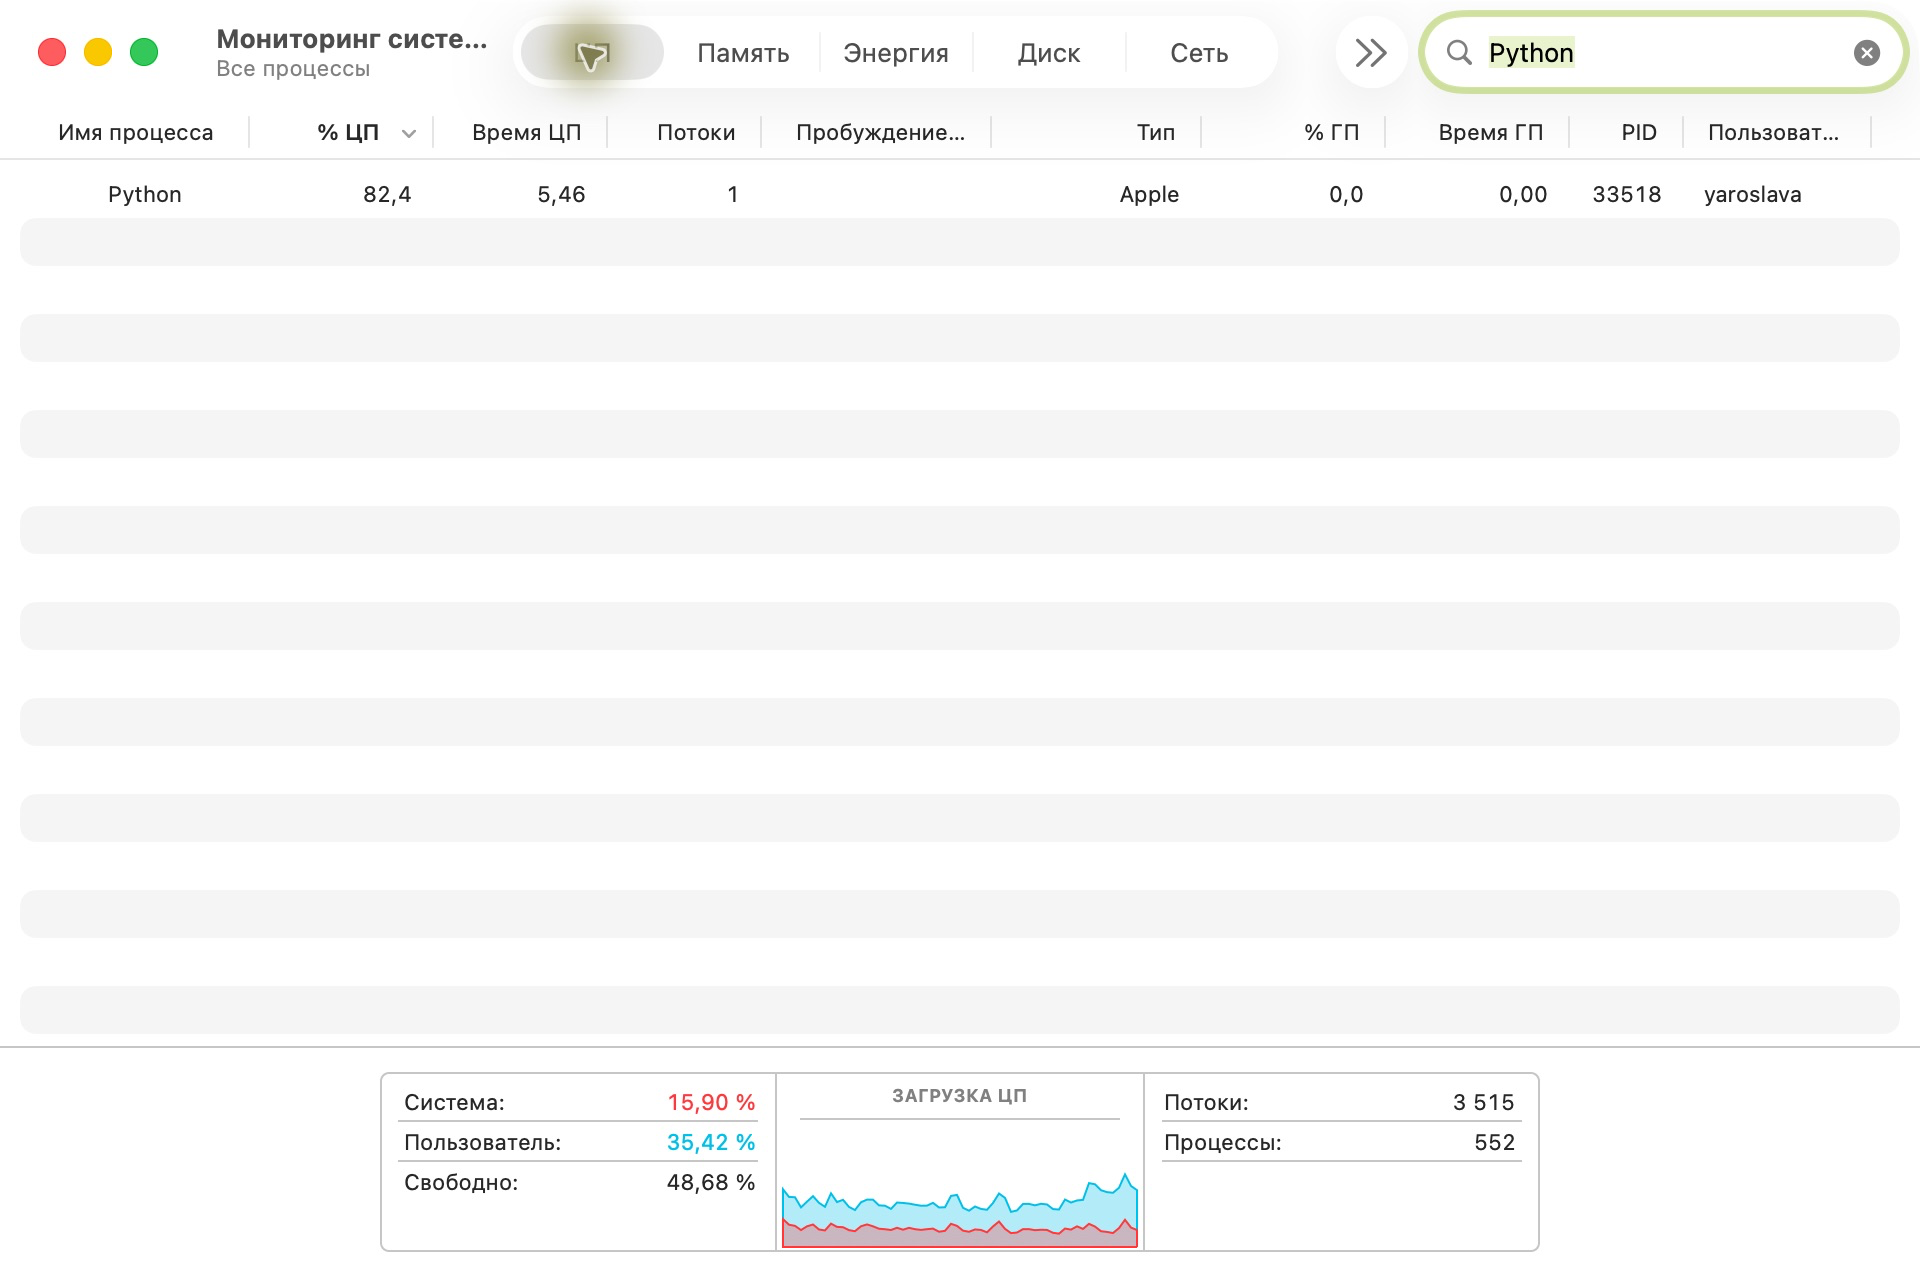 Мониторинг систе...
Все процессы
Память Энергия Диск Сеть
Python
Имя процесса % ЦП Время ЦП Потоки Пробуждение... Тип % ГП Время ГП PID Пользоват...
Python 82,4 5,46 1 Apple 0,0 0,00 33518 yaroslava
Система: 15,90 %
Пользователь: 35,42 %
Свободно: 48,68 %
ЗАГРУЗКА ЦП
Потоки: 3 515
Процессы: 552